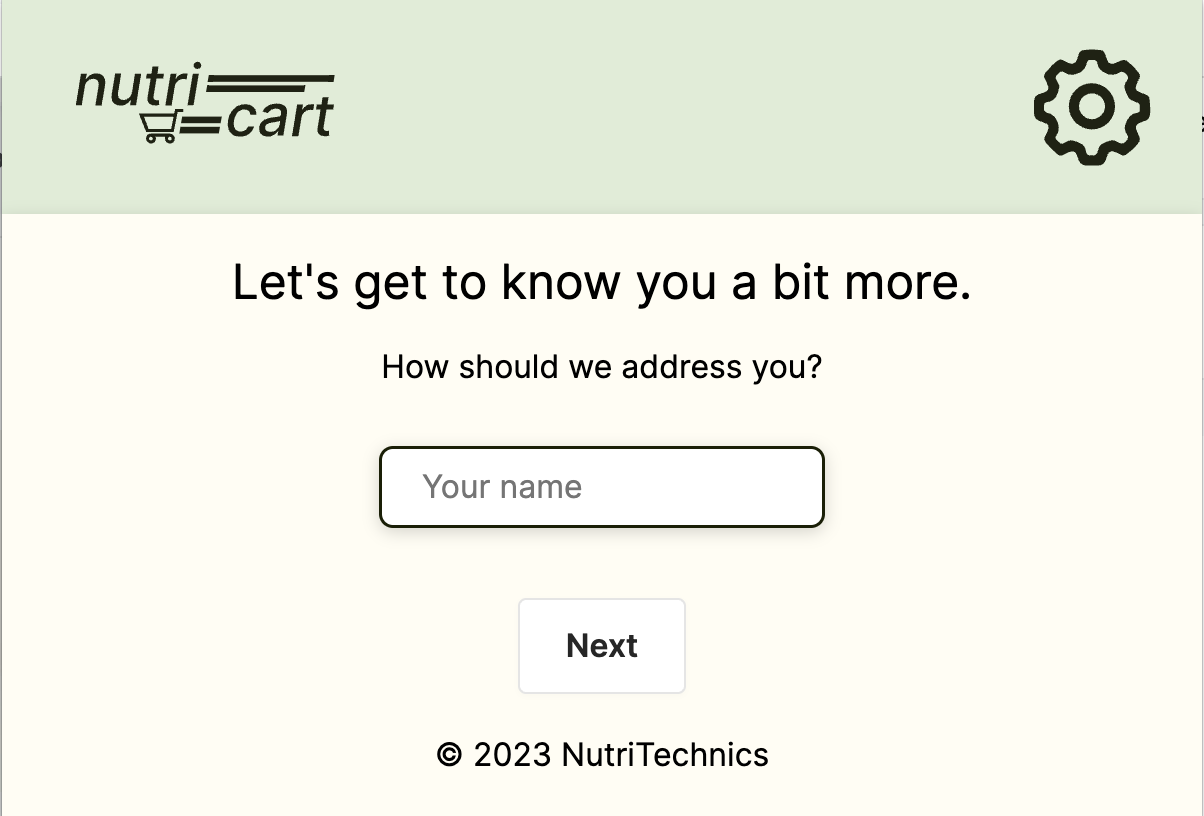 nutri
cart
Let's get to know you a bit more.
How should we address you?
Your name
Next
© 2023 NutriTechnics